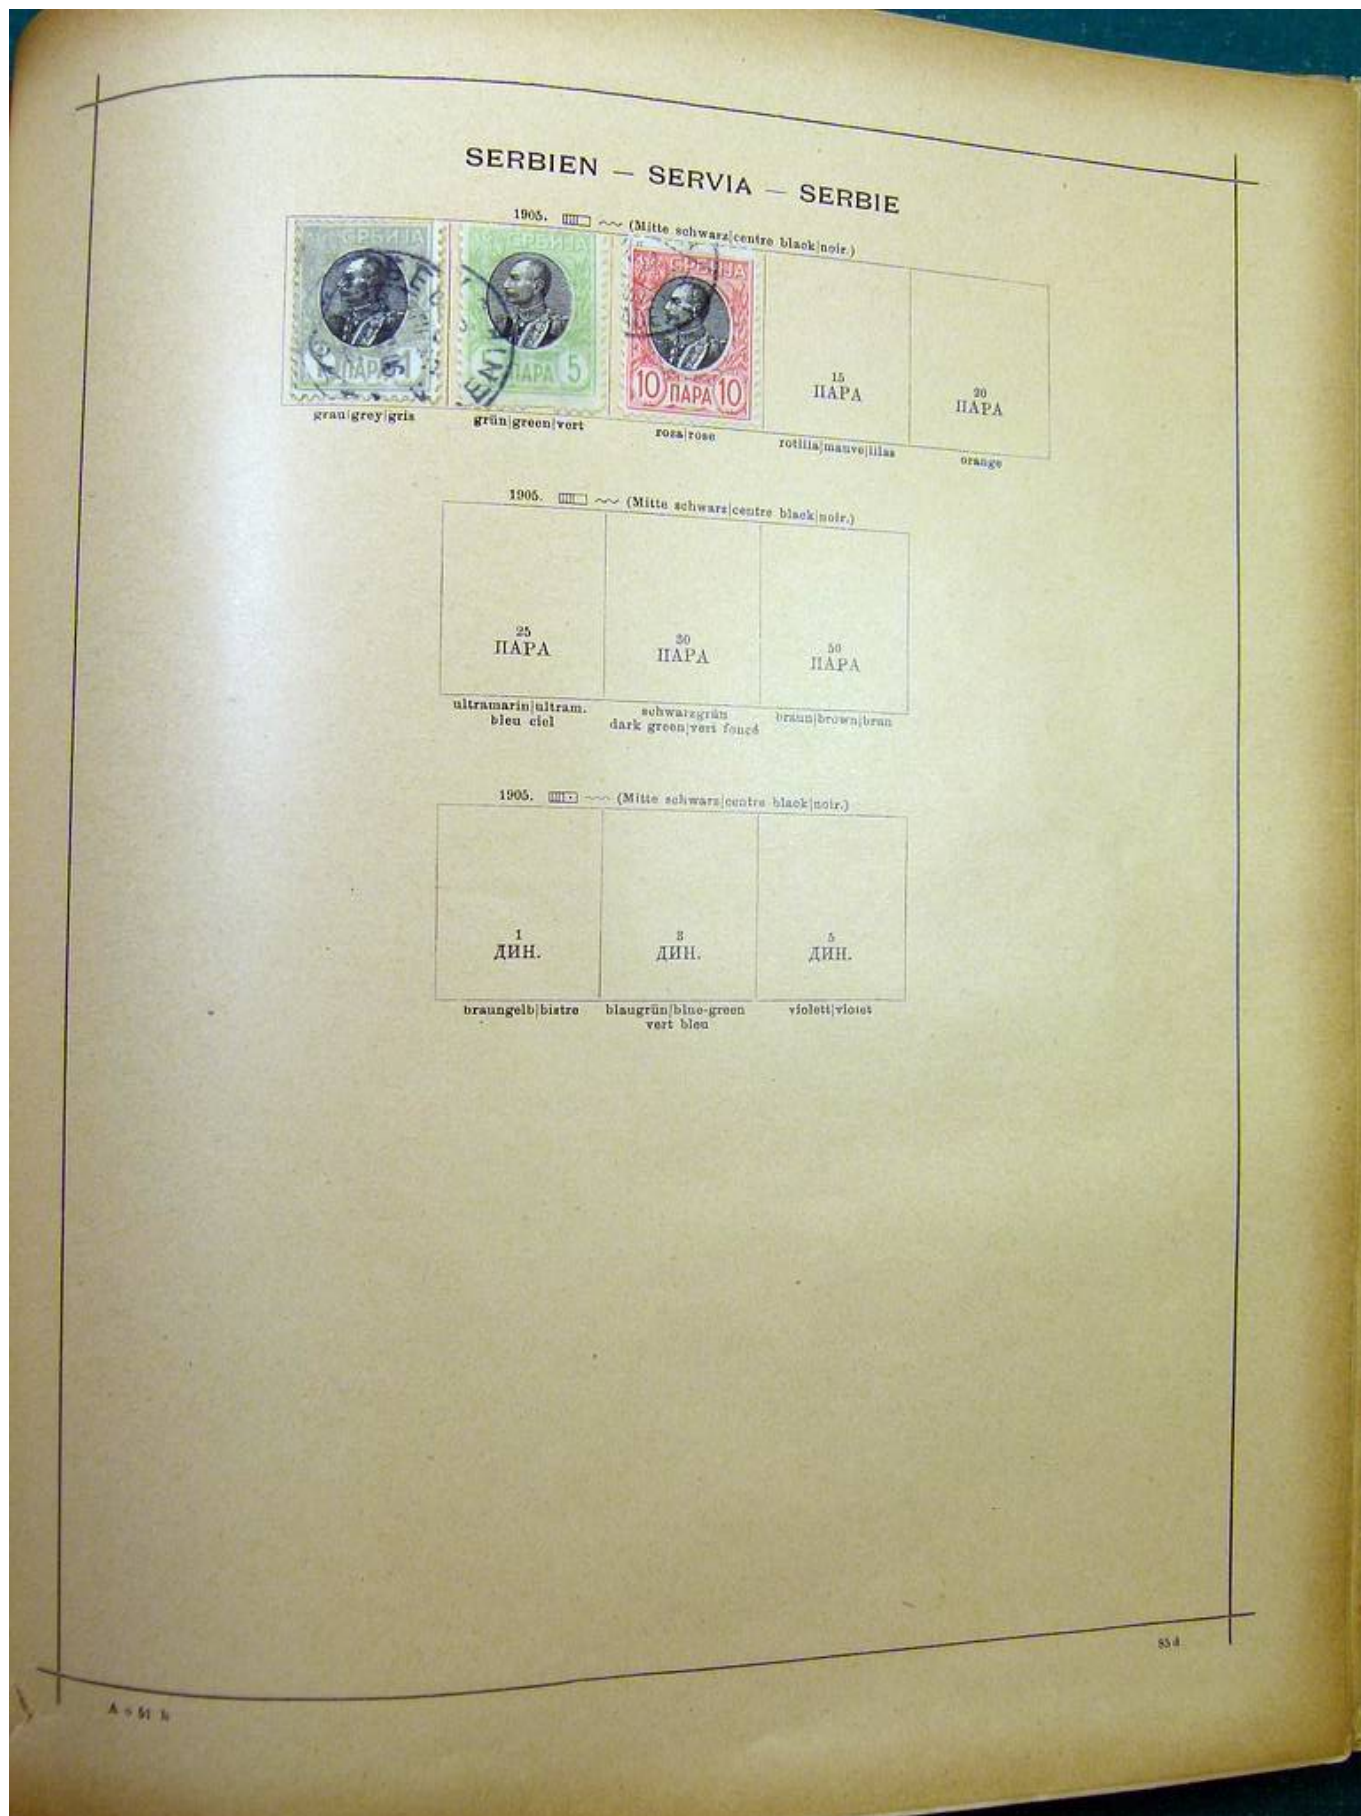 SERBIEN — SERVIA — SERBIE
1905. (Mitte schwarz|centre black|noir.)
СРБИЈА СРБИЈА СРБИЈА
1 ПАРА 1 ПАРА 5 10 ПАРА 10
15
ПАРА
20
ПАРА
grau|grey|gris grün|green|vert rosa|rose rotlila|mauve|lilas orange
1905. (Mitte schwarz|centre black|noir.)
25
ПАРА
30
ПАРА
50
ПАРА
ultramarin|ultram.
bleu ciel
schwarzgrün
dark green|vert foncé
braun|brown|brun
1905. (Mitte schwarz|centre black|noir.)
1
ДИН.
3
ДИН.
5
ДИН.
braungelb|bistre
blaugrün|blue-green
vert bleu
violett|violet
85d